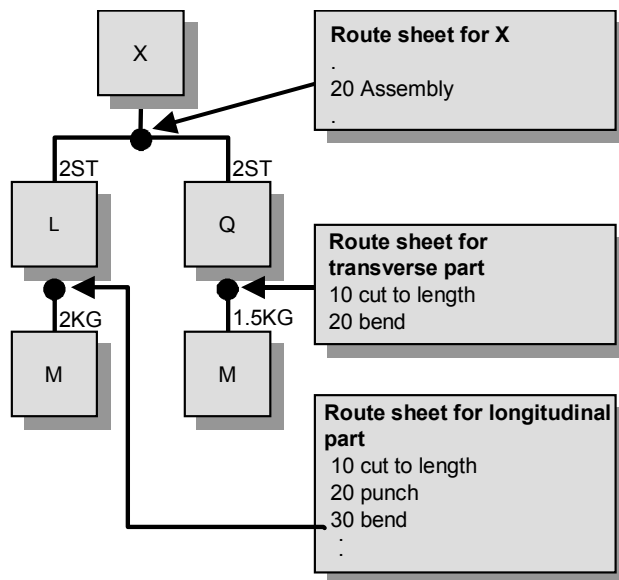 X
Route sheet for X
.
20 Assembly
.
2ST
2ST
L
Q
Route sheet for
transverse part
10 cut to length
20 bend
2KG
1.5KG
M
M
Route sheet for longitudinal
part
10 cut to length
20 punch
30 bend
: